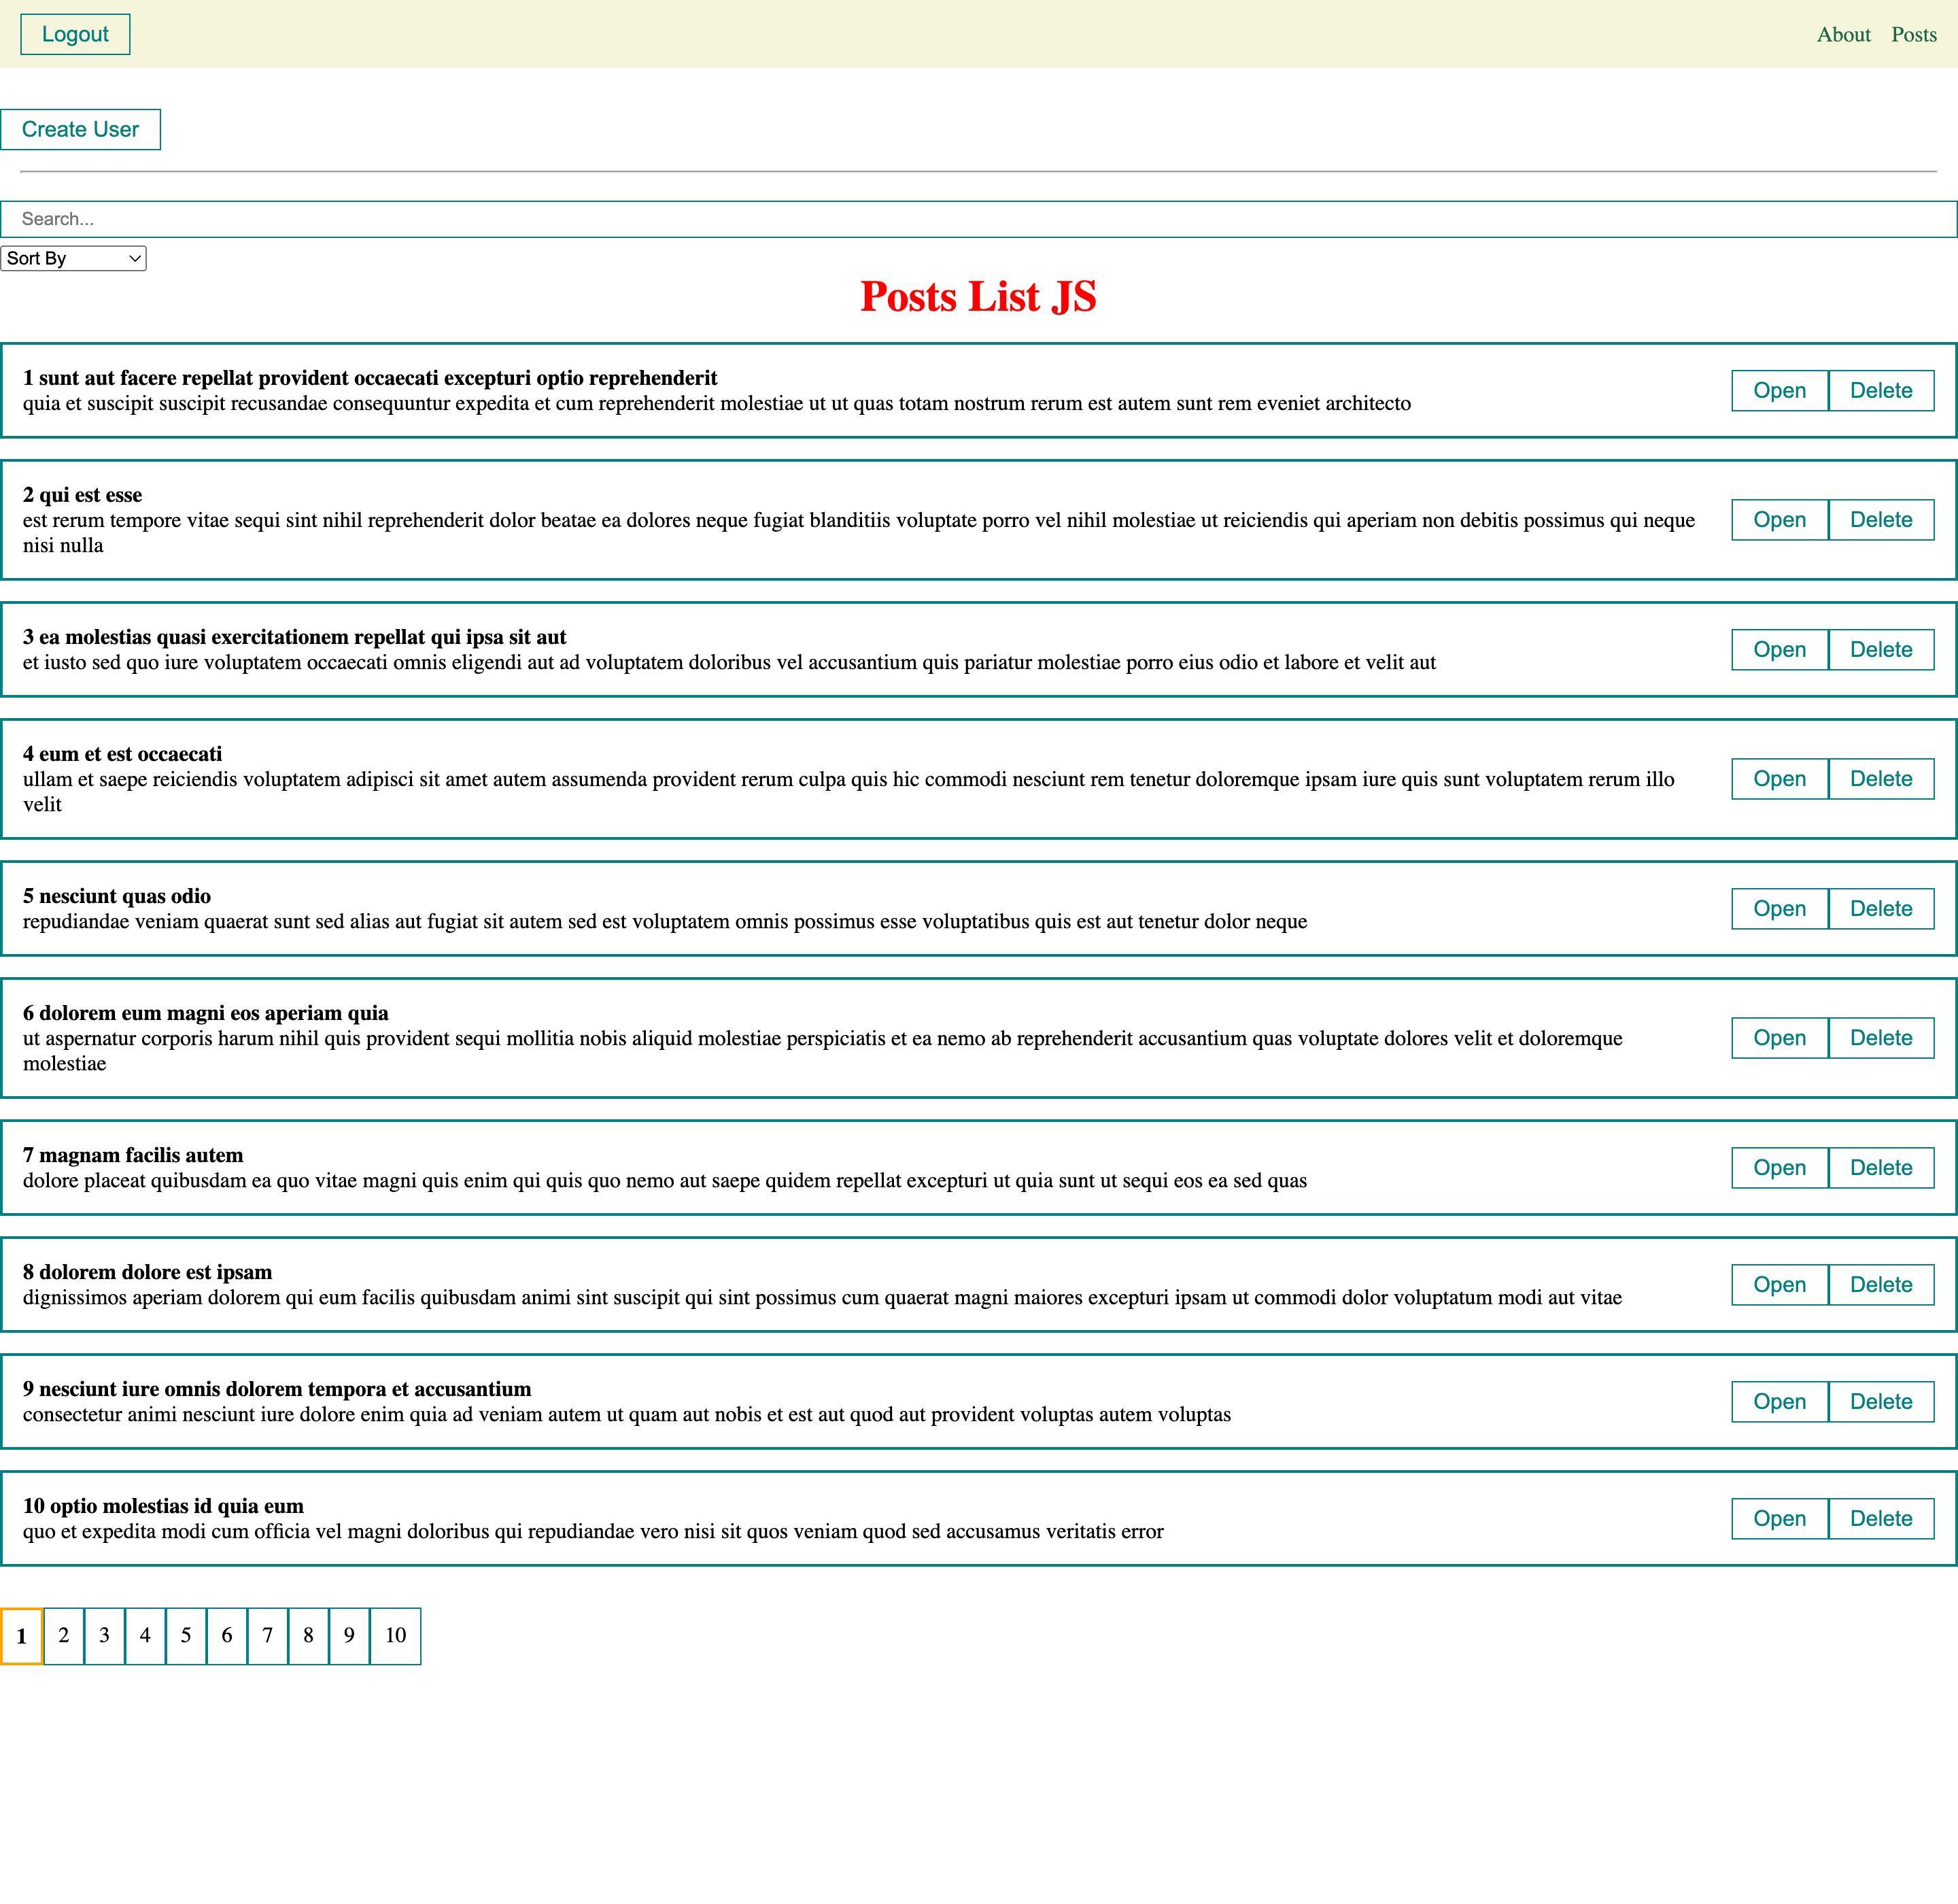 Logout
About Posts
Create User
Search...
Sort By
Posts List JS
1 sunt aut facere repellat provident occaecati excepturi optio reprehenderit
quia et suscipit suscipit recusandae consequuntur expedita et cum reprehenderit molestiae ut ut quas totam nostrum rerum est autem sunt rem eveniet architecto
Open Delete
2 qui est esse
est rerum tempore vitae sequi sint nihil reprehenderit dolor beatae ea dolores neque fugiat blanditiis voluptate porro vel nihil molestiae ut reiciendis qui aperiam non debitis possimus qui neque
nisi nulla
Open Delete
3 ea molestias quasi exercitationem repellat qui ipsa sit aut
et iusto sed quo iure voluptatem occaecati omnis eligendi aut ad voluptatem doloribus vel accusantium quis pariatur molestiae porro eius odio et labore et velit aut
Open Delete
4 eum et est occaecati
ullam et saepe reiciendis voluptatem adipisci sit amet autem assumenda provident rerum culpa quis hic commodi nesciunt rem tenetur doloremque ipsam iure quis sunt voluptatem rerum illo
velit
Open Delete
5 nesciunt quas odio
repudiandae veniam quaerat sunt sed alias aut fugiat sit autem sed est voluptatem omnis possimus esse voluptatibus quis est aut tenetur dolor neque
Open Delete
6 dolorem eum magni eos aperiam quia
ut aspernatur corporis harum nihil quis provident sequi mollitia nobis aliquid molestiae perspiciatis et ea nemo ab reprehenderit accusantium quas voluptate dolores velit et doloremque
molestiae
Open Delete
7 magnam facilis autem
dolore placeat quibusdam ea quo vitae magni quis enim qui quis quo nemo aut saepe quidem repellat excepturi ut quia sunt ut sequi eos ea sed quas
Open Delete
8 dolorem dolore est ipsam
dignissimos aperiam dolorem qui eum facilis quibusdam animi sint suscipit qui sint possimus cum quaerat magni maiores excepturi ipsam ut commodi dolor voluptatum modi aut vitae
Open Delete
9 nesciunt iure omnis dolorem tempora et accusantium
consectetur animi nesciunt iure dolore enim quia ad veniam autem ut quam aut nobis et est aut quod aut provident voluptas autem voluptas
Open Delete
10 optio molestias id quia eum
quo et expedita modi cum officia vel magni doloribus qui repudiandae vero nisi sit quos veniam quod sed accusamus veritatis error
Open Delete
1 2 3 4 5 6 7 8 9 10